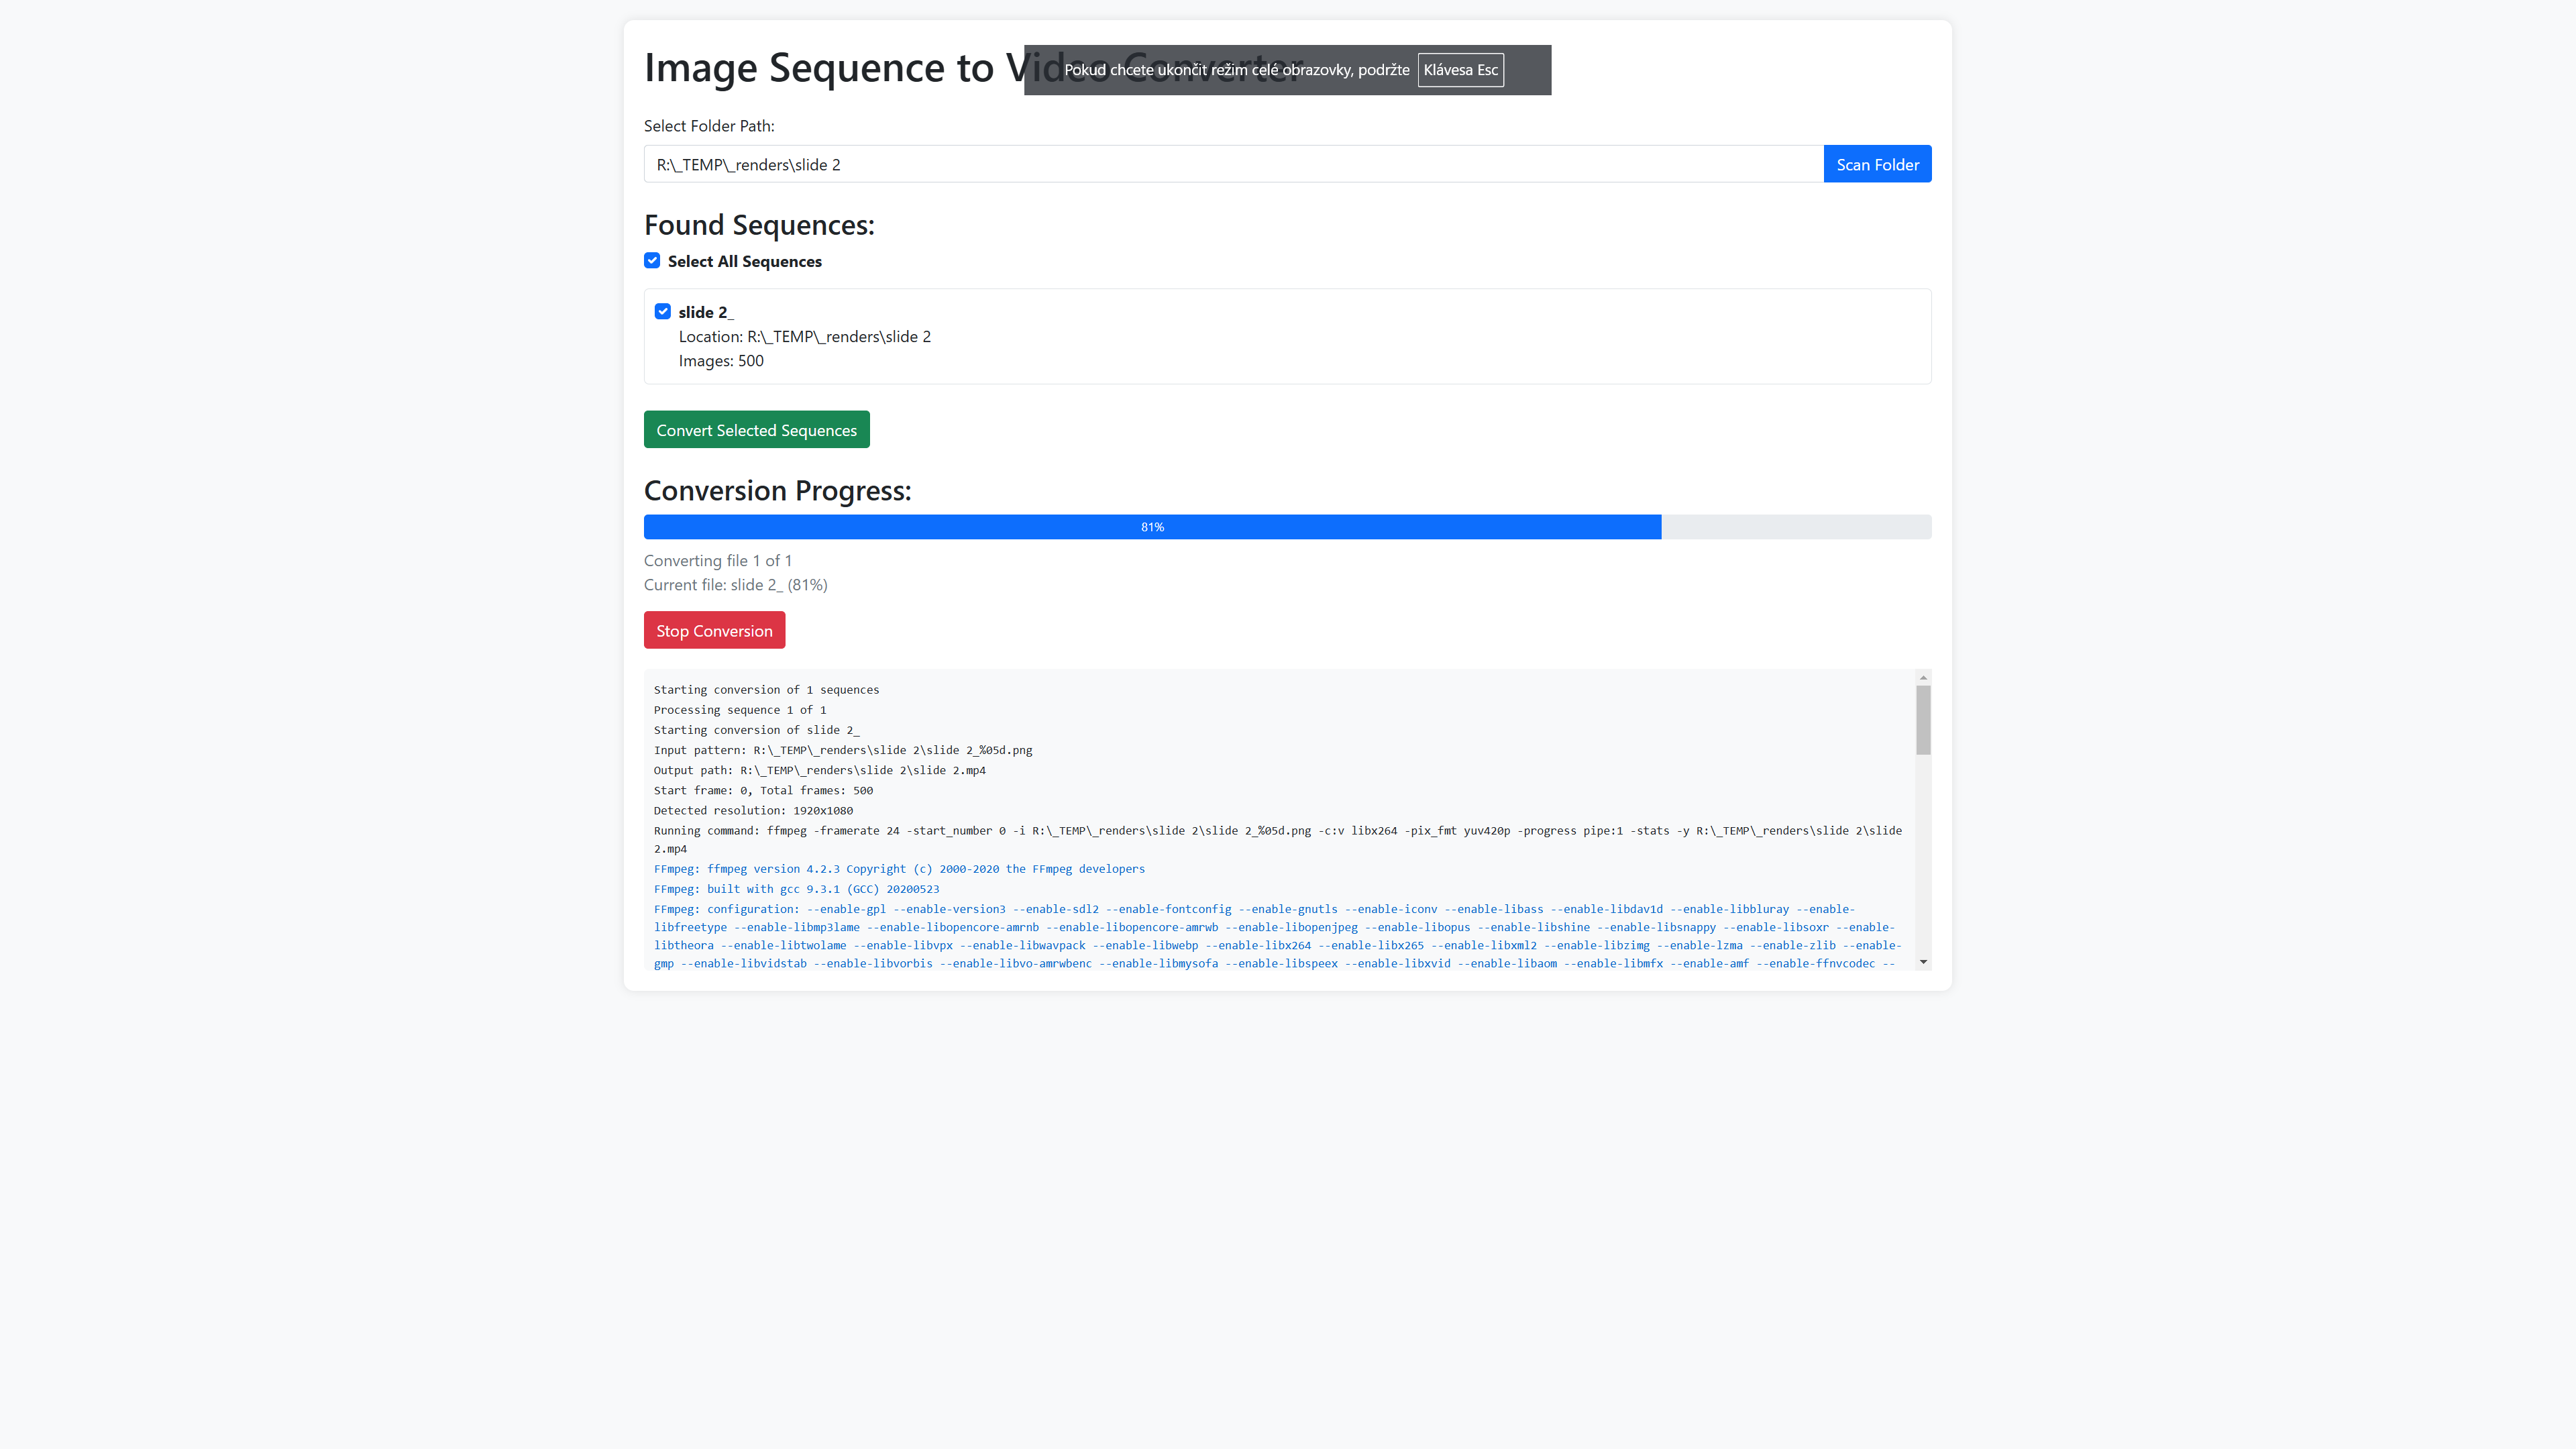 Image Sequence to Video Converter
Pokud chcete ukončit režim celé obrazovky, podržte Klávesa Esc
Select Folder Path:
R:\_TEMP\_renders\slide 2
Scan Folder
Found Sequences:
Select All Sequences
slide 2_
Location: R:\_TEMP\_renders\slide 2
Images: 500
Convert Selected Sequences
Conversion Progress:
81%
Converting file 1 of 1
Current file: slide 2_ (81%)
Stop Conversion
Starting conversion of 1 sequences
Processing sequence 1 of 1
Starting conversion of slide 2_
Input pattern: R:\_TEMP\_renders\slide 2\slide 2_%05d.png
Output path: R:\_TEMP\_renders\slide 2\slide 2.mp4
Start frame: 0, Total frames: 500
Detected resolution: 1920x1080
Running command: ffmpeg -framerate 24 -start_number 0 -i R:\_TEMP\_renders\slide 2\slide 2_%05d.png -c:v libx264 -pix_fmt yuv420p -progress pipe:1 -stats -y R:\_TEMP\_renders\slide 2\slide
2.mp4
FFmpeg: ffmpeg version 4.2.3 Copyright (c) 2000-2020 the FFmpeg developers
FFmpeg: built with gcc 9.3.1 (GCC) 20200523
FFmpeg: configuration: --enable-gpl --enable-version3 --enable-sdl2 --enable-fontconfig --enable-gnutls --enable-iconv --enable-libass --enable-libdav1d --enable-libbluray --enable-
libfreetype --enable-libmp3lame --enable-libopencore-amrnb --enable-libopencore-amrwb --enable-libopenjpeg --enable-libopus --enable-libshine --enable-libsnappy --enable-libsoxr --enable-
libtheora --enable-libtwolame --enable-libvpx --enable-libwavpack --enable-libwebp --enable-libx264 --enable-libx265 --enable-libxml2 --enable-libzimg --enable-lzma --enable-zlib --enable-
gmp --enable-libvidstab --enable-libvorbis --enable-libvo-amrwbenc --enable-libmysofa --enable-libspeex --enable-libxvid --enable-libaom --enable-libmfx --enable-amf --enable-ffnvcodec --